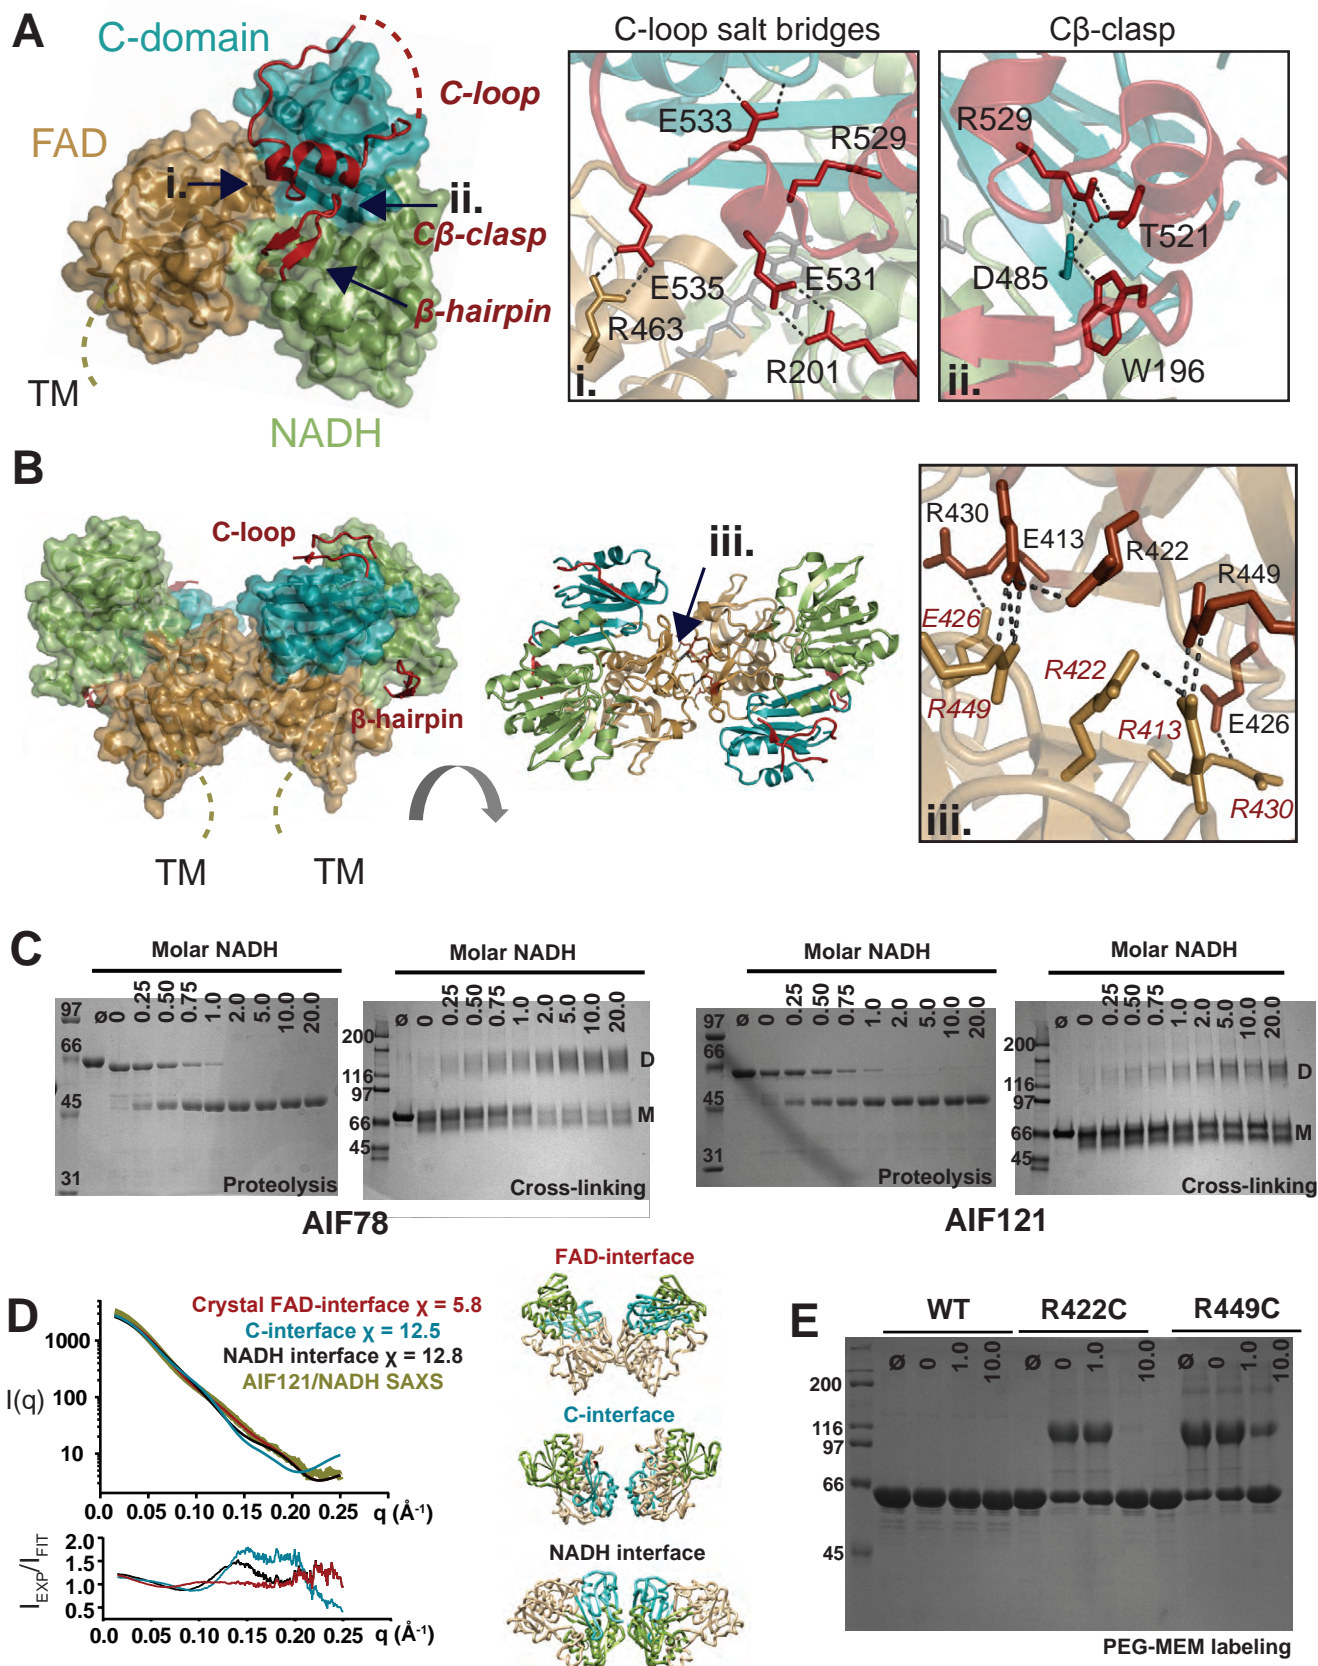 A
C-domain
C-loop
FAD
i.
ii.
Cβ-clasp
β-hairpin
TM
NADH
C-loop salt bridges
E533
R529
E535
E531
R463
R201
i.
Cβ-clasp
R529
T521
D485
W196
ii.
B
C-loop
β-hairpin
TM
TM
iii.
R430
E413
R422
R449
E426
R422
R449
R413
E426
R430
iii.
C
Molar NADH
ø 0 0.25 0.50 0.75 1.0 2.0 5.0 10.0 20.0
97
66
45
31
Proteolysis
Molar NADH
ø 0 0.25 0.50 0.75 1.0 2.0 5.0 10.0 20.0
200
116
97
66
45
D
M
Cross-linking
AIF78
Molar NADH
ø 0 0.25 0.50 0.75 1.0 2.0 5.0 10.0 20.0
97
66
45
31
Proteolysis
Molar NADH
ø 0 0.25 0.50 0.75 1.0 2.0 5.0 10.0 20.0
200
116
97
66
45
D
M
Cross-linking
AIF121
D
Crystal FAD-interface χ = 5.8
C-interface χ = 12.5
NADH interface χ = 12.8
AIF121/NADH SAXS
1000
100
10
I(q)
0.0 0.05 0.10 0.15 0.20 0.25 q (Å⁻¹)
2.0
1.5
1.0
0.5
I_EXP/I_FIT
0.0 0.05 0.10 0.15 0.20 0.25 q (Å⁻¹)
FAD-interface
C-interface
NADH interface
E
WT R422C R449C
Ø 0 1.0 10.0 Ø 0 1.0 10.0 Ø 0 1.0 10.0
200
116
97
66
45
PEG-MEM labeling